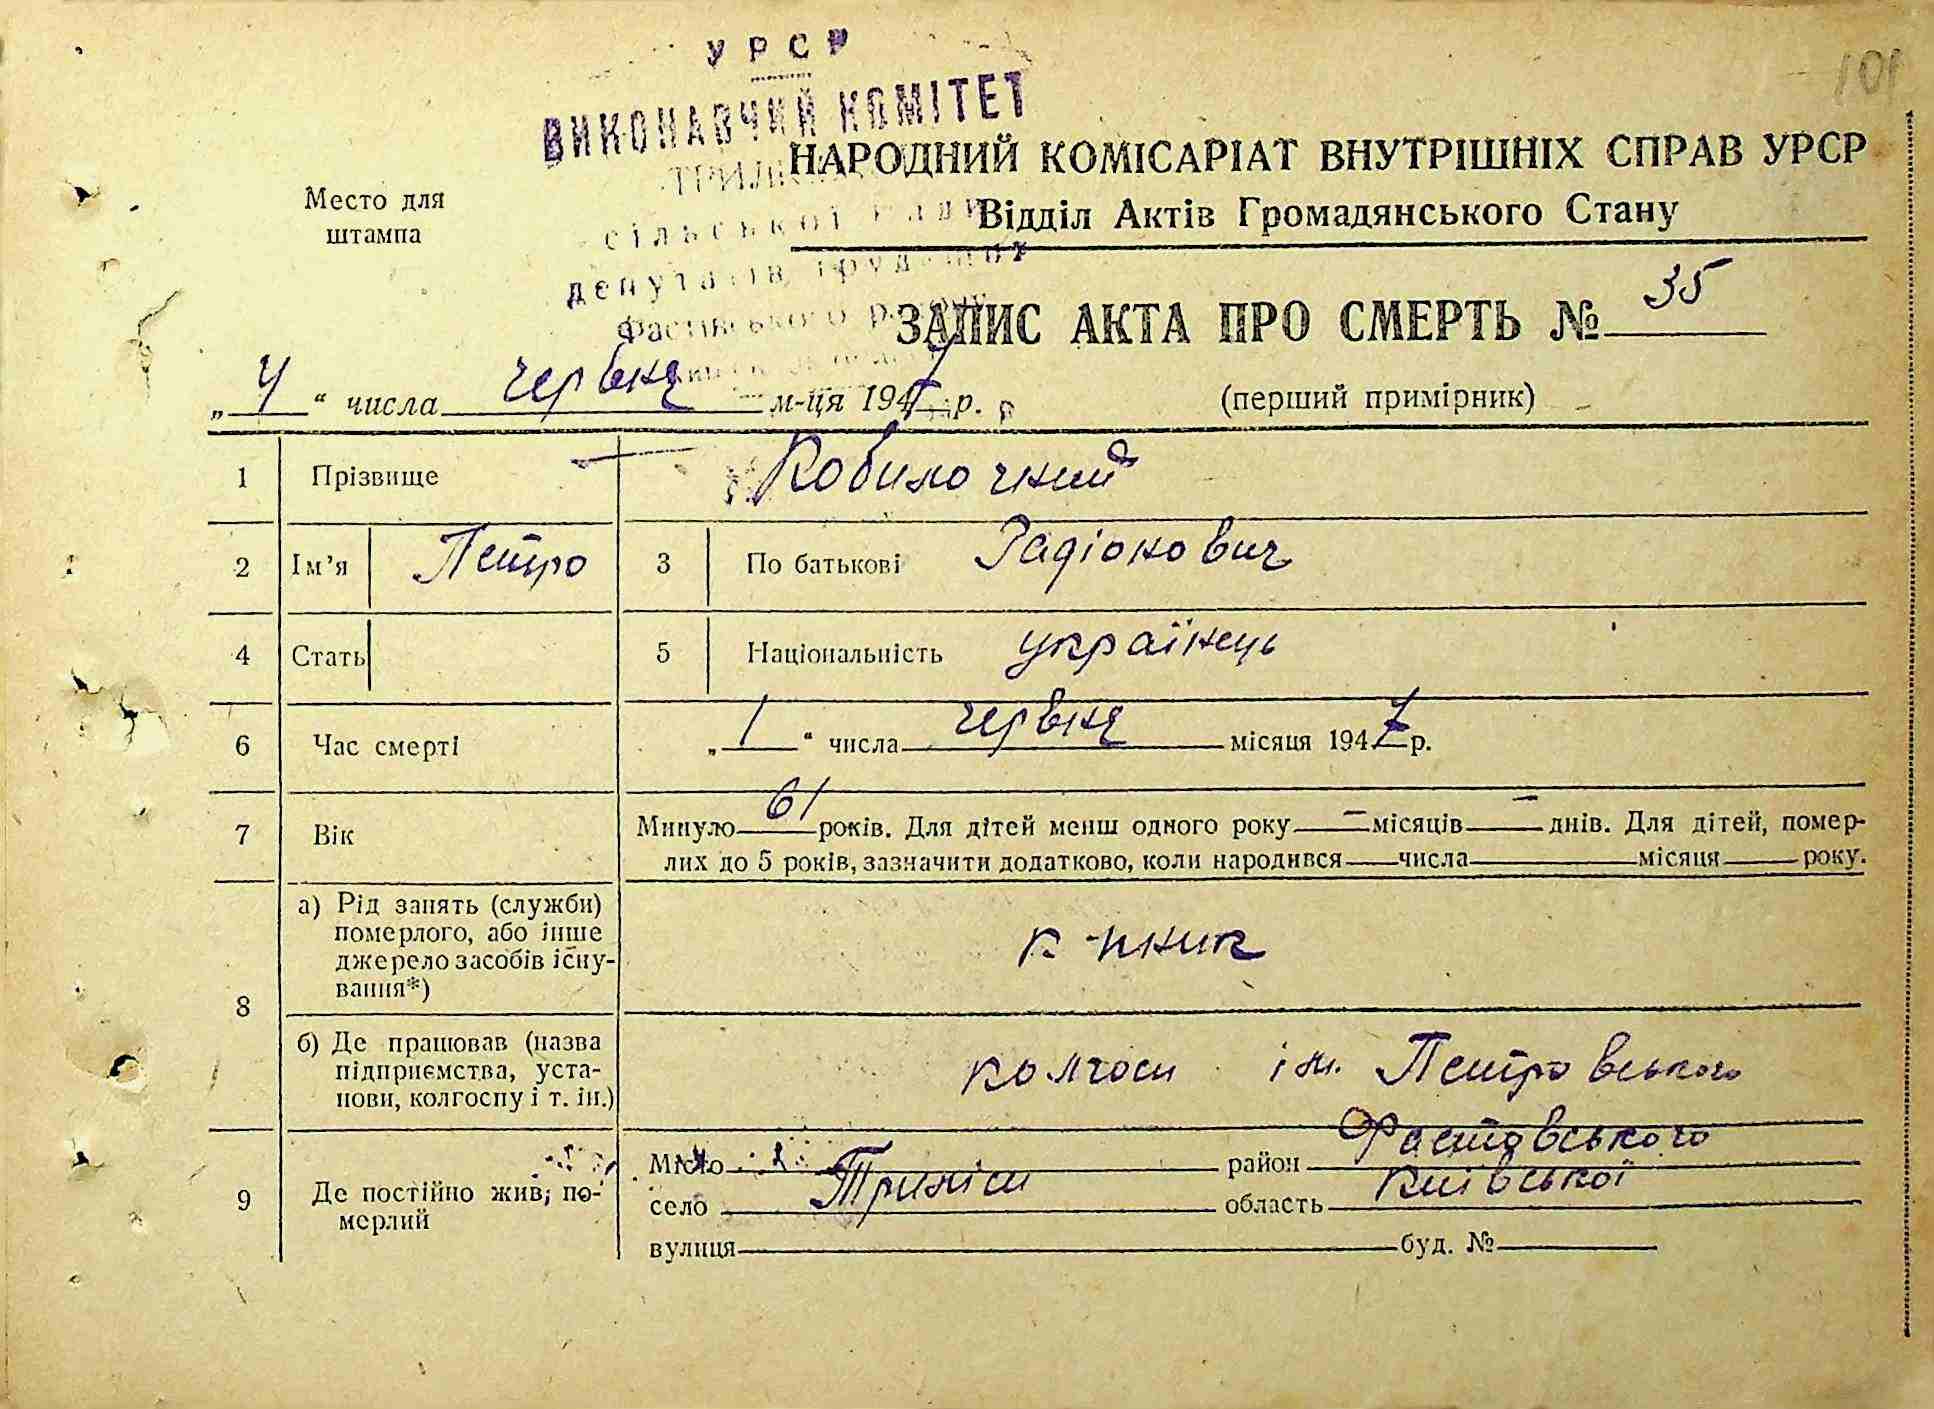 УРСР
101
ВИКОНАВЧИЙ КОМІТЕТ
НАРОДНИЙ КОМІСАРІАТ ВНУТРІШНІХ СПРАВ УРСР
Место для
штампа
сільської ради
Відділ Актів Громадянського Стану
депутатів трудящих
Фастівського
ЗАПИС АКТА ПРО СМЕРТЬ № 35
„ 4 “ числа червня м-ця 1947 р.
(перший примірник)
1 Прізвище Кобилочний
2 Ім’я Петро 3 По батькові Радіонович
4 Стать 5 Національність українець
6 Час смерті „ 1 “ числа червня місяця 1947 р.
7 Вік Минуло 61 років. Для дітей менш одного року — місяців — днів. Для дітей, помер-
лих до 5 років, зазначити додатково, коли народився числа місяця року.
8 а) Рід занять (служби)
померлого, або інше
джерело засобів існу-
вання*)
к-пник
б) Де працював (назва
підприємства, уста-
нови, колгоспу і т. ін.)
колгосп ім. Петровського
9 Де постійно жив; по-
мерлий
Місто район Фастовського
село Триліси область Київської
вулиця буд. №